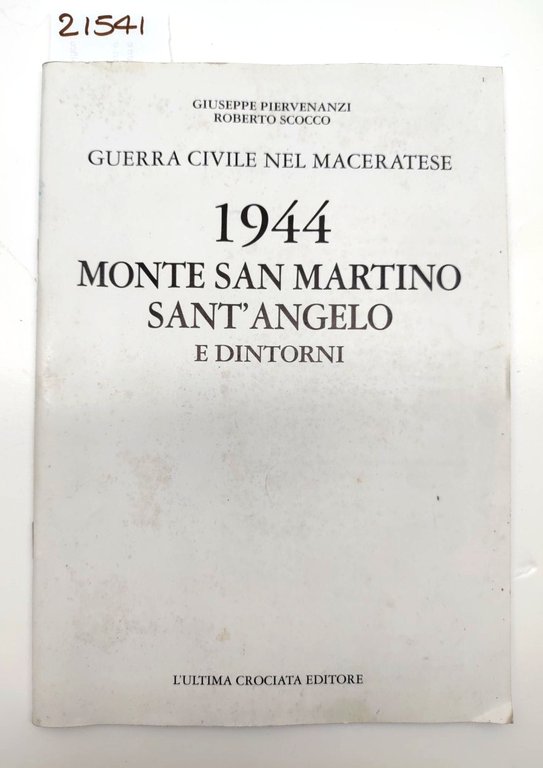 21541
GIUSEPPE PIERVENANZI
ROBERTO SCOCCO
GUERRA CIVILE NEL MACERATESE
1944
MONTE SAN MARTINO
SANT'ANGELO
E DINTORNI
L'ULTIMA CROCIATA EDITORE